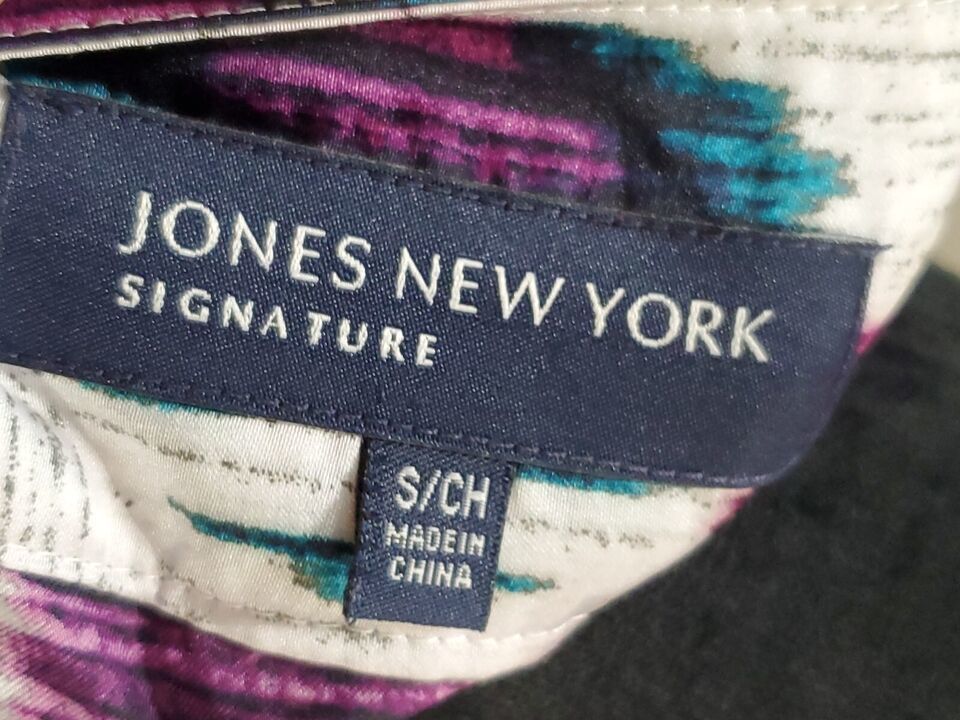 JONES NEW YORK
SIGNATURE
S/CH
MADE IN
CHINA